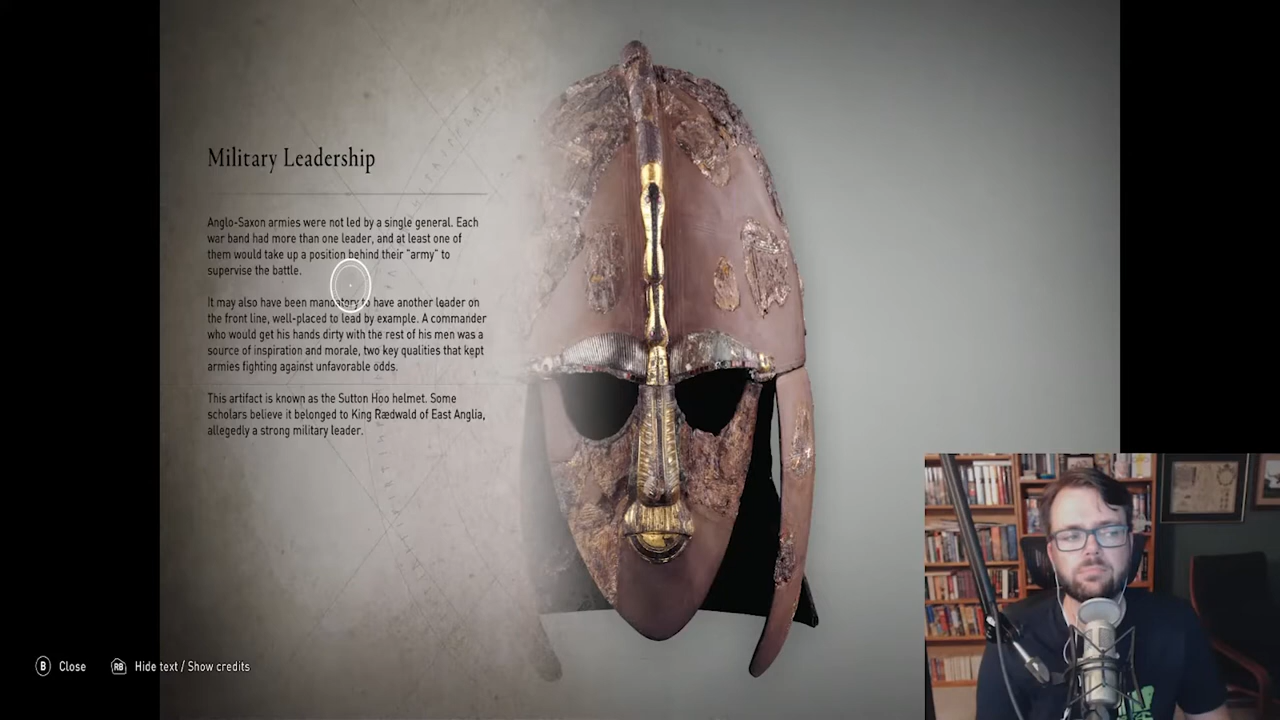 Military Leadership
Anglo-Saxon armies were not led by a single general. Each
war band had more than one leader, and at least one of
them would take up a position behind their "army" to
supervise the battle.
It may also have been mandatory to have another leader on
the front line, well-placed to lead by example. A commander
who would get his hands dirty with the rest of his men was a
source of inspiration and morale, two key qualities that kept
armies fighting against unfavorable odds.
This artifact is known as the Sutton Hoo helmet. Some
scholars believe it belonged to King Rædwald of East Anglia,
allegedly a strong military leader.
B Close RB Hide text / Show credits